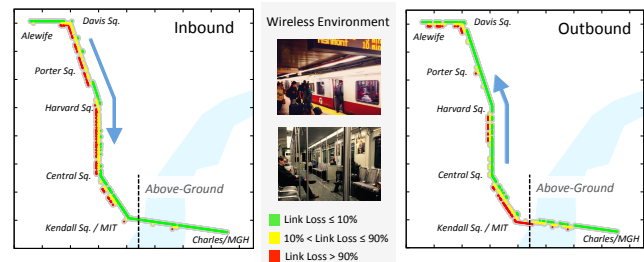 Inbound
Davis Sq.
Alewife
Porter Sq.
Harvard Sq.
Central Sq.
Above-Ground
Kendall Sq. / MIT
Charles/MGH
Wireless Environment
Link Loss ≤ 10%
10% < Link Loss ≤ 90%
Link Loss > 90%
Outbound
Davis Sq.
Alewife
Porter Sq.
Harvard Sq.
Central Sq.
Above-Ground
Kendall Sq. / MIT
Charles/MGH